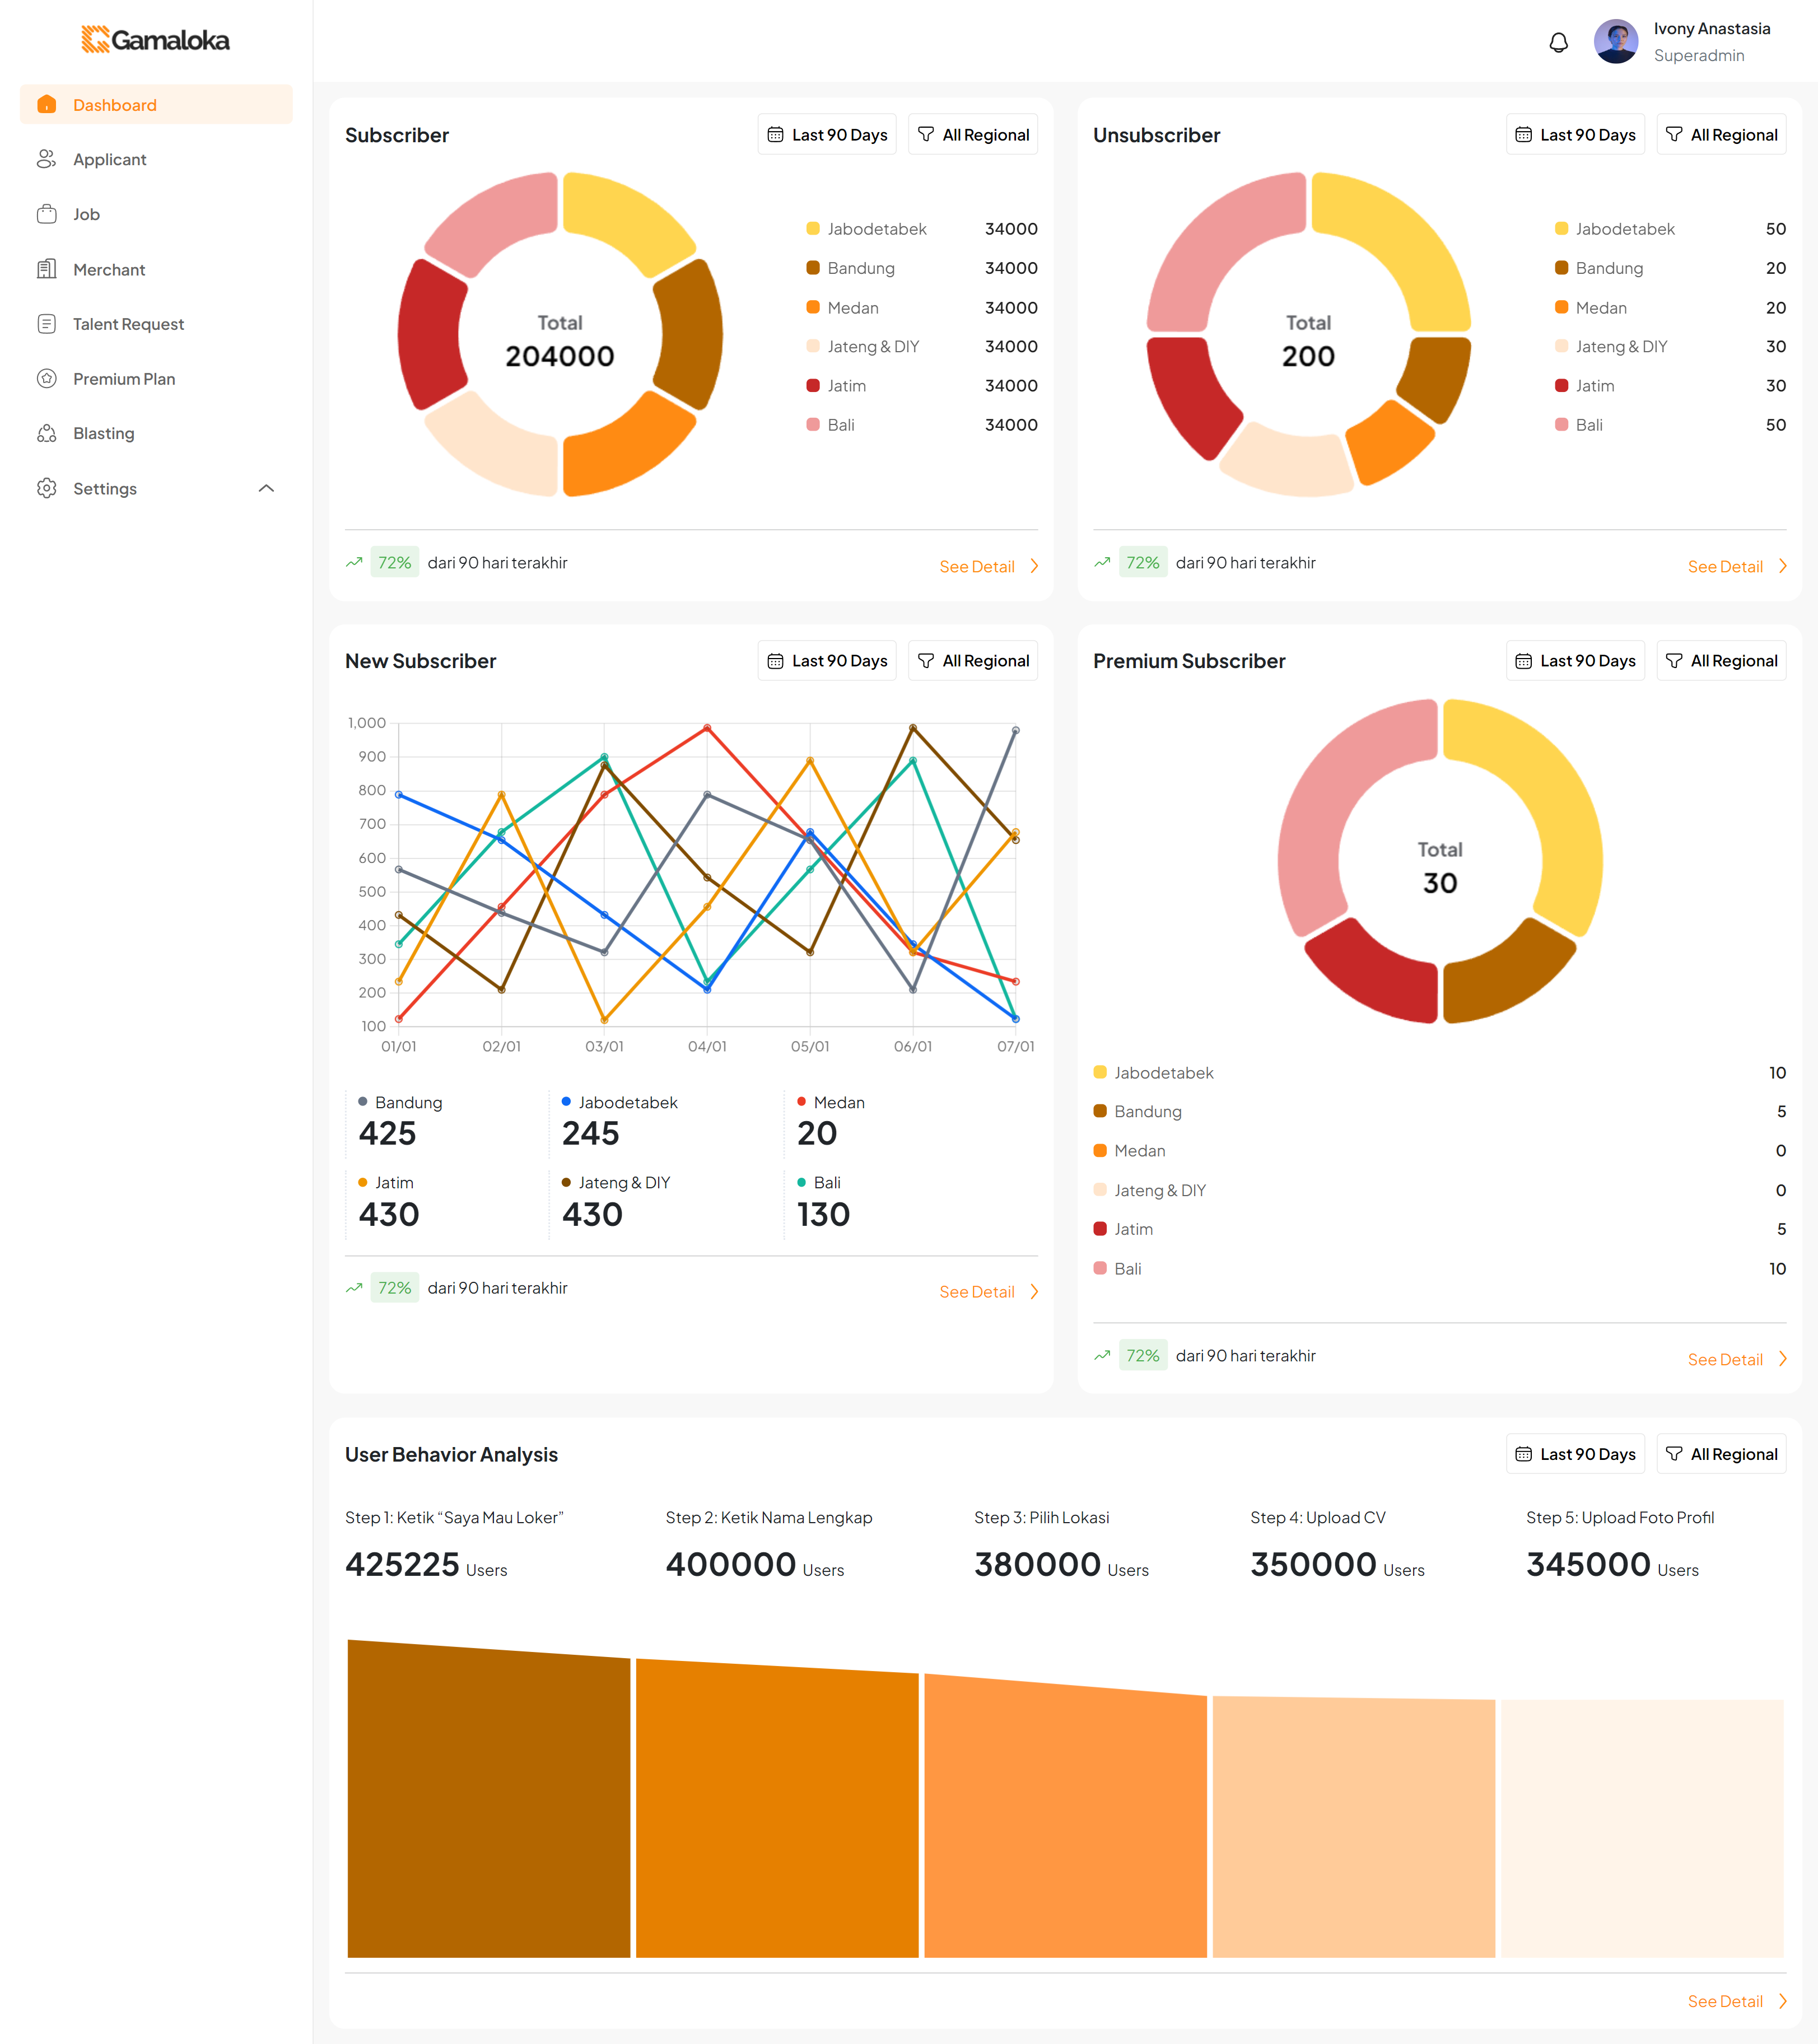 Gamaloka
Ivony Anastasia
Superadmin
Dashboard
Applicant
Job
Merchant
Talent Request
Premium Plan
Blasting
Settings
Subscriber
Last 90 Days
All Regional
Total
204000
Jabodetabek 34000
Bandung 34000
Medan 34000
Jateng & DIY 34000
Jatim 34000
Bali 34000
72% dari 90 hari terakhir
See Detail
Unsubscriber
Last 90 Days
All Regional
Total
200
Jabodetabek 50
Bandung 20
Medan 20
Jateng & DIY 30
Jatim 30
Bali 50
72% dari 90 hari terakhir
See Detail
New Subscriber
Last 90 Days
All Regional
1,000
900
800
700
600
500
400
300
200
100
01/01 02/01 03/01 04/01 05/01 06/01 07/01
Bandung
425
Jabodetabek
245
Medan
20
Jatim
430
Jateng & DIY
430
Bali
130
72% dari 90 hari terakhir
See Detail
Premium Subscriber
Last 90 Days
All Regional
Total
30
Jabodetabek 10
Bandung 5
Medan 0
Jateng & DIY 0
Jatim 5
Bali 10
72% dari 90 hari terakhir
See Detail
User Behavior Analysis
Last 90 Days
All Regional
Step 1: Ketik “Saya Mau Loker”
425225 Users
Step 2: Ketik Nama Lengkap
400000 Users
Step 3: Pilih Lokasi
380000 Users
Step 4: Upload CV
350000 Users
Step 5: Upload Foto Profil
345000 Users
See Detail